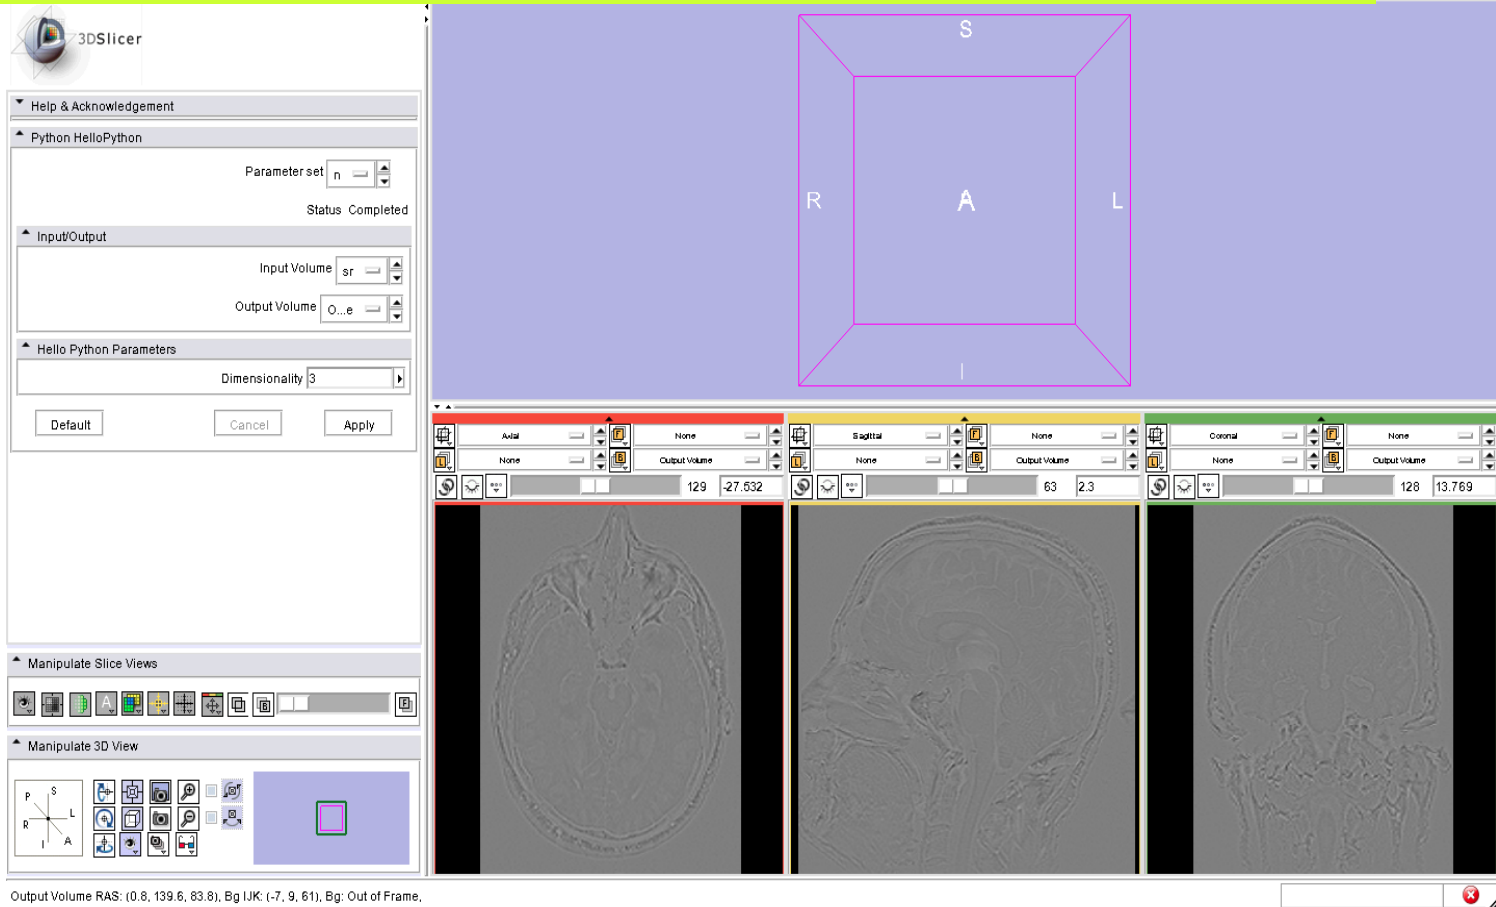 3DSlicer
Help & Acknowledgement
Python HelloPython
Parameter set n
Status Completed
Input/Output
Input Volume sr
Output Volume O...e
Hello Python Parameters
Dimensionality 3
Default Cancel Apply
Manipulate Slice Views
A B F
Manipulate 3D View
P S L R A I
S
R A L
I
Axial F None
L None B Output Volume
129 -27.532
Sagittal F None
L None B Output Volume
63 2.3
Coronal F None
L None B Output Volume
128 13.769
Output Volume RAS: (0.8, 139.6, 83.8), Bg IJK: (-7, 9, 61), Bg: Out of Frame,